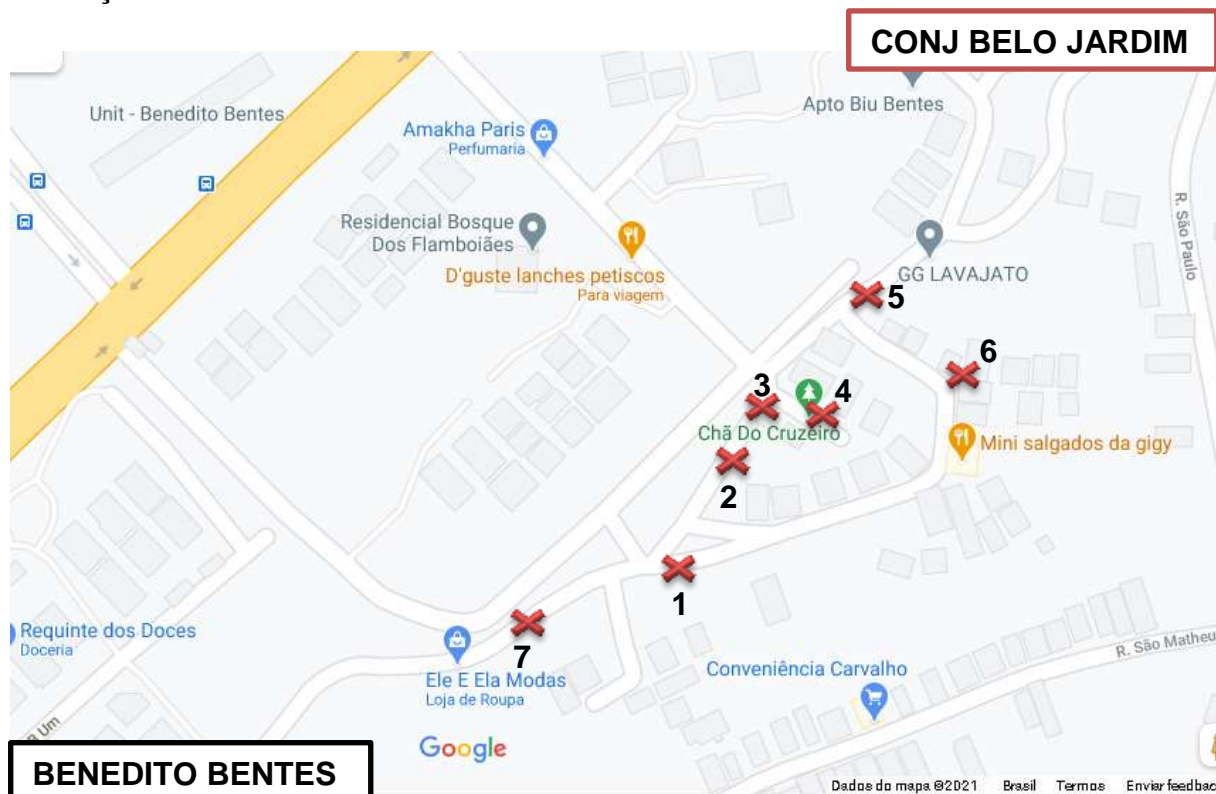 CONJ BELO JARDIM
Apto Biu Bentes
Unit - Benedito Bentes
Amakha Paris
Perfumaria
R. São Paulo
Residencial Bosque
Dos Flamboiães
D'guste lanches petiscos
Para viagem
GG LAVAJATO
5
6
3
4
Chã Do Cruzeiro
Mini salgados da gigy
2
1
Requinte dos Doces
Doceria
7
Ele E Ela Modas
Loja de Roupa
Conveniência Carvalho
R. São Matheu
Um
Google
BENEDITO BENTES
Dados do mapa ©2021 Brasil Termos Enviar feedbac